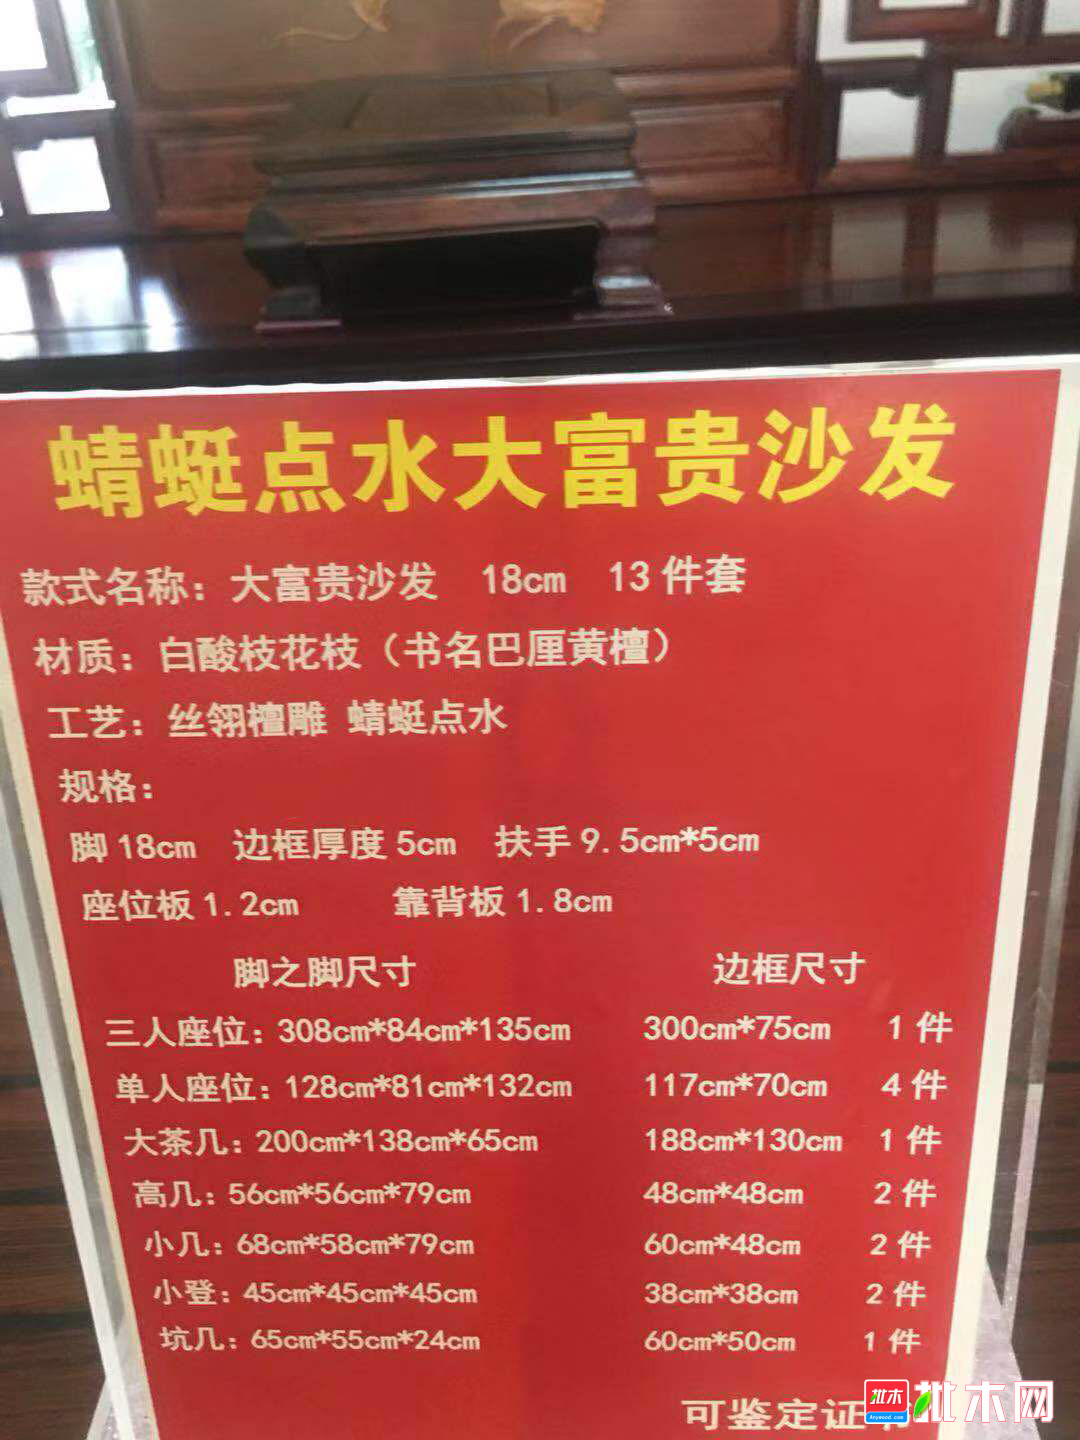 蜻蜓点水大富贵沙发
款式名称：大富贵沙发 18cm 13件套
材质：白酸枝花枝（书名巴厘黄檀）
工艺：丝翎檀雕 蜻蜓点水
规格：
脚18cm 边框厚度5cm 扶手9.5cm*5cm
座位板1.2cm 靠背板1.8cm
脚之脚尺寸 边框尺寸
三人座位：308cm*84cm*135cm 300cm*75cm 1件
单人座位：128cm*81cm*132cm 117cm*70cm 4件
大茶几：200cm*138cm*65cm 188cm*130cm 1件
高几：56cm*56cm*79cm 48cm*48cm 2件
小几：68cm*58cm*79cm 60cm*48cm 2件
小登：45cm*45cm*45cm 38cm*38cm 2件
坑几：65cm*55cm*24cm 60cm*50cm 1件
可鉴定证
批木 批木网
Anywood.com